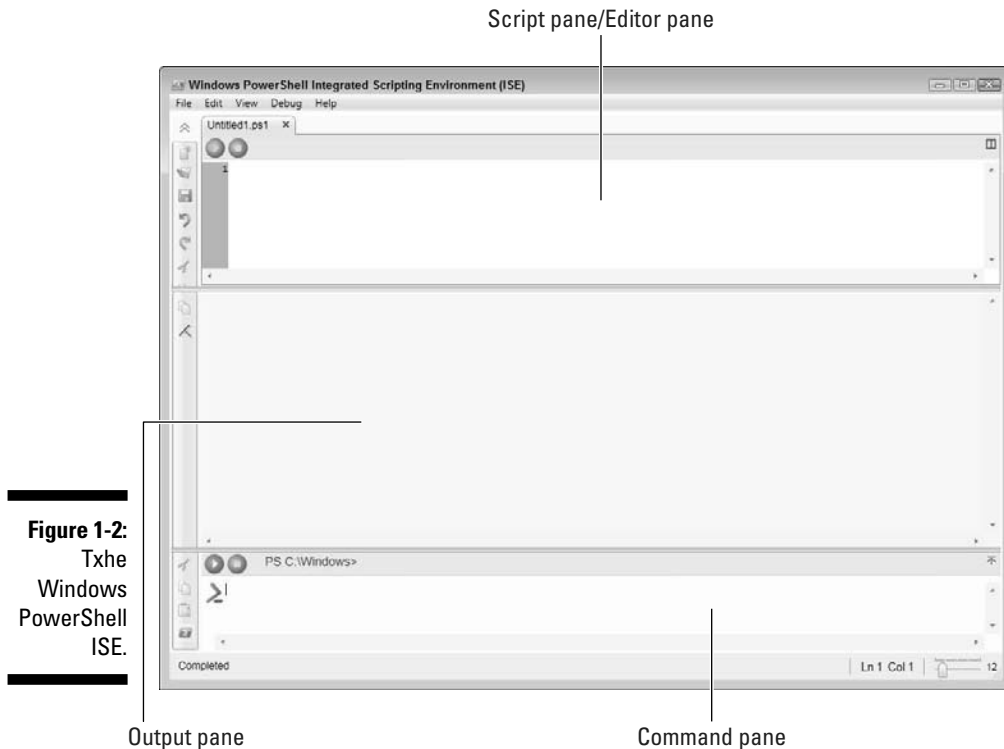 Script pane/Editor pane
Windows PowerShell Integrated Scripting Environment (ISE)
File Edit View Debug Help
Untitled1.ps1 ×
1
PS C:\Windows>
Completed
Ln 1 Col 1
12
Figure 1-2:
Txhe
Windows
PowerShell
ISE.
Output pane
Command pane